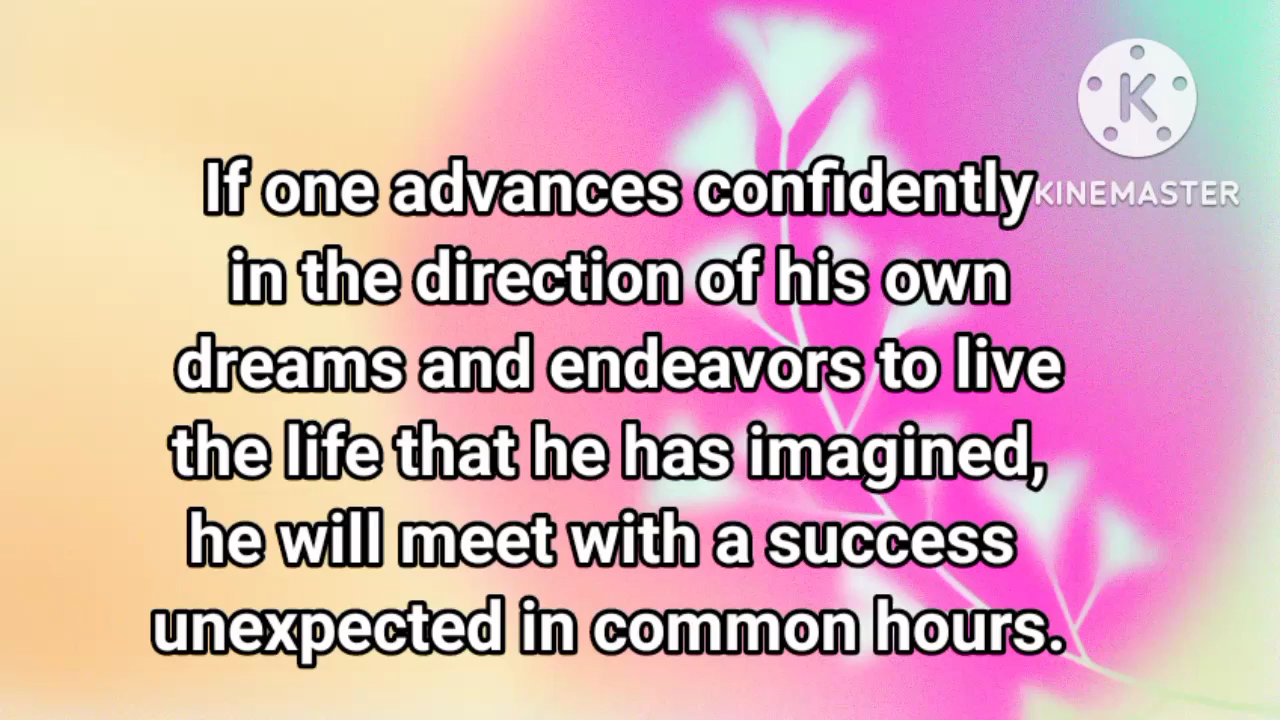 K
KINEMASTER
If one advances confidently
in the direction of his own
dreams and endeavors to live
the life that he has imagined,
he will meet with a success
unexpected in common hours.